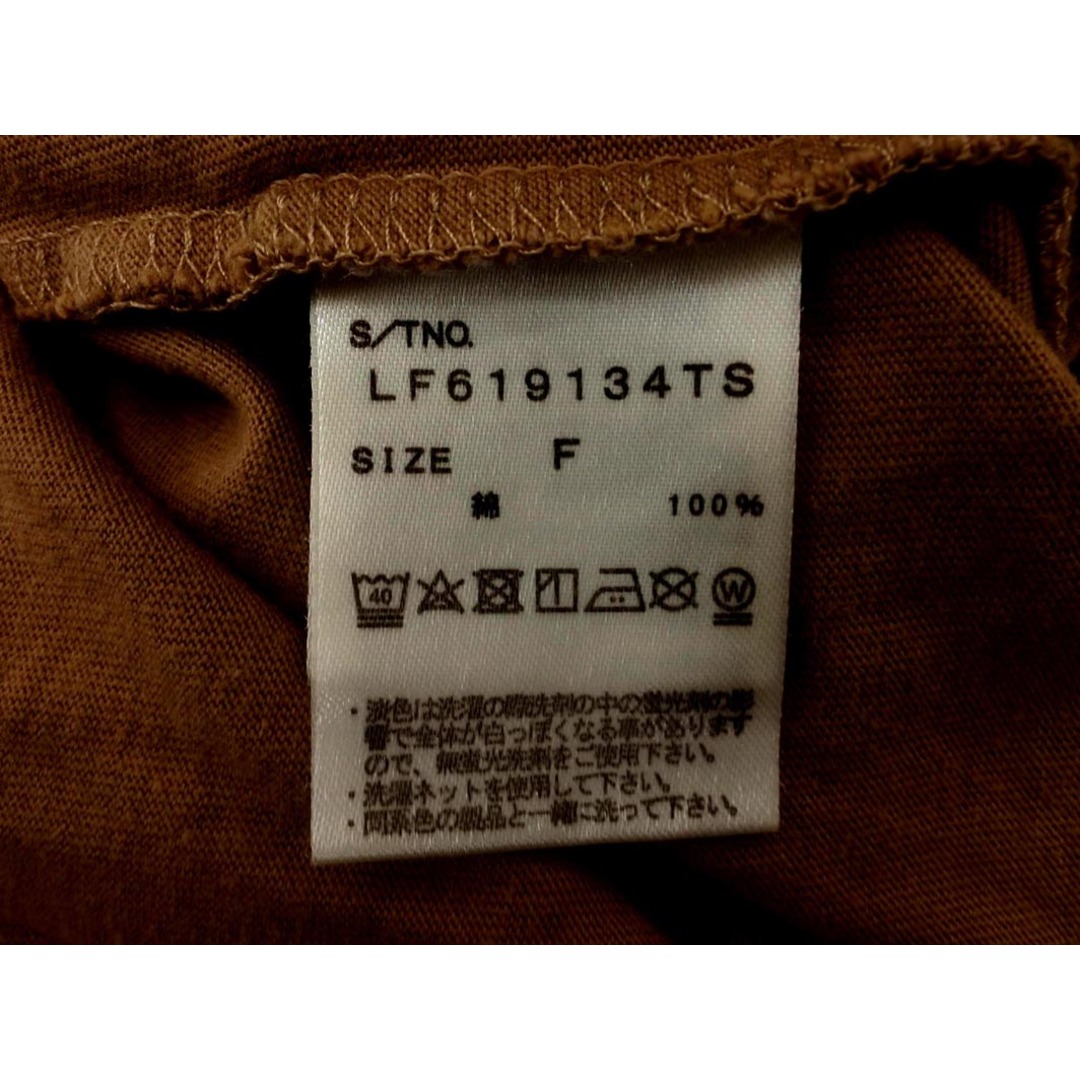 S/TNO.
LF619134TS
SIZE F
綿 100%
40 W
・淡色は洗濯の際洗剤の中の蛍光剤の影
響で全体が白っぽくなる事があります
ので、無蛍光洗剤をご使用下さい。
・洗濯ネットを使用して下さい。
・同系色の製品と一緒に洗って下さい。